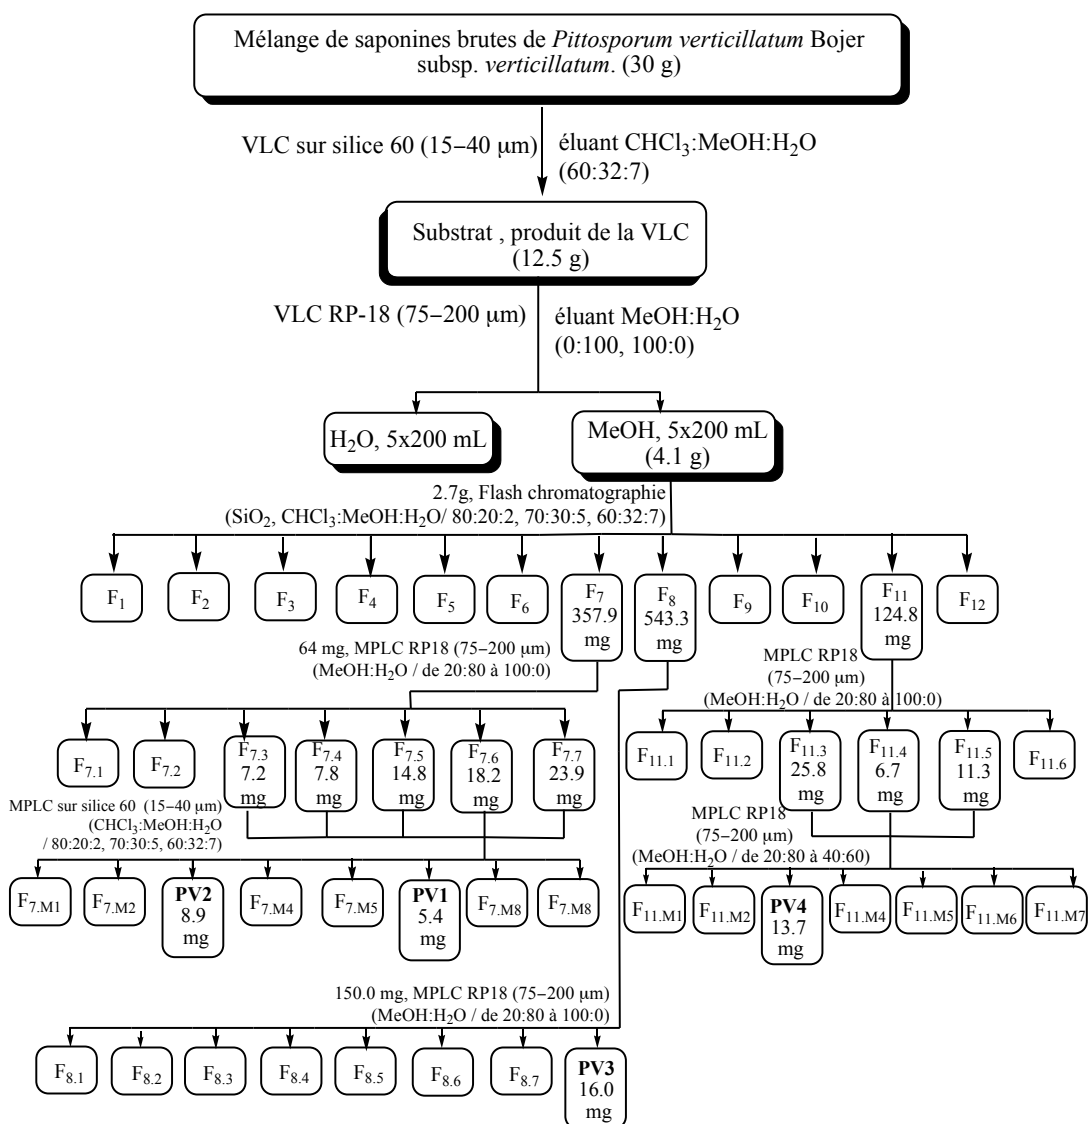 Mélange de saponines brutes de Pittosporum verticillatum Bojer
subsp. verticillatum. (30 g)
VLC sur silice 60 (15–40 μm)
éluant CHCl3:MeOH:H2O
(60:32:7)
Substrat , produit de la VLC
(12.5 g)
VLC RP-18 (75–200 μm)
éluant MeOH:H2O
(0:100, 100:0)
H2O, 5x200 mL
MeOH, 5x200 mL
(4.1 g)
2.7g, Flash chromatographie
(SiO2, CHCl3:MeOH:H2O/ 80:20:2, 70:30:5, 60:32:7)
F1
F2
F3
F4
F5
F6
F7
357.9
mg
F8
543.3
mg
F9
F10
F11
124.8
mg
F12
64 mg, MPLC RP18 (75–200 μm)
(MeOH:H2O / de 20:80 à 100:0)
MPLC RP18
(75–200 μm)
(MeOH:H2O / de 20:80 à 100:0)
F7.1
F7.2
F7.3
7.2
mg
F7.4
7.8
mg
F7.5
14.8
mg
F7.6
18.2
mg
F7.7
23.9
mg
F11.1
F11.2
F11.3
25.8
mg
F11.4
6.7
mg
F11.5
11.3
mg
F11.6
MPLC sur silice 60 (15–40 μm)
(CHCl3:MeOH:H2O
/ 80:20:2, 70:30:5, 60:32:7)
MPLC RP18
(75–200 μm)
(MeOH:H2O / de 20:80 à 40:60)
F7.M1
F7.M2
PV2
8.9
mg
F7.M4
F7.M5
PV1
5.4
mg
F7.M8
F7.M8
F11.M1
F11.M2
PV4
13.7
mg
F11.M4
F11.M5
F11.M6
F11.M7
150.0 mg, MPLC RP18 (75–200 μm)
(MeOH:H2O / de 20:80 à 100:0)
F8.1
F8.2
F8.3
F8.4
F8.5
F8.6
F8.7
PV3
16.0
mg